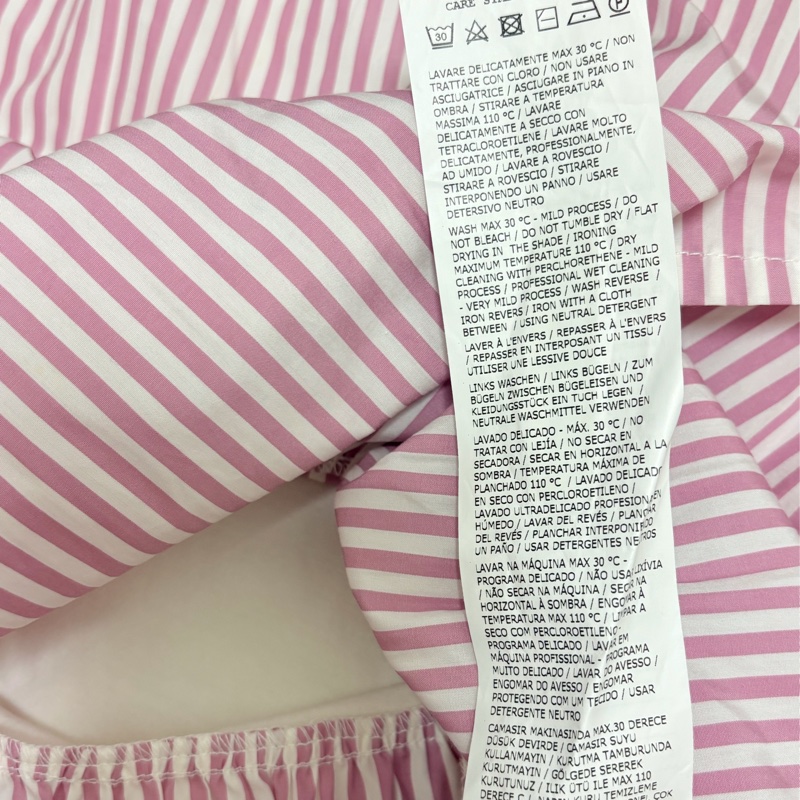 CARE
30
LAVARE DELICATAMENTE MAX 30 °C / NON
TRATTARE CON CLORO / NON USARE
ASCIUGATRICE / ASCIUGARE IN PIANO IN
OMBRA / STIRARE A TEMPERATURA
MASSIMA 110 °C / LAVARE
DELICATAMENTE A SECCO CON
TETRACLOROETILENE / LAVARE MOLTO
DELICATAMENTE, PROFESSIONALMENTE,
AD UMIDO / LAVARE A ROVESCIO /
STIRARE A ROVESCIO / STIRARE
INTERPONENDO UN PANNO / USARE
DETERSIVO NEUTRO
WASH MAX 30 °C - MILD PROCESS / DO
NOT BLEACH / DO NOT TUMBLE DRY / FLAT
DRYING IN THE SHADE / IRONING
MAXIMUM TEMPERATURE 110 °C / DRY
CLEANING WITH PERCLHORETHENE - MILD
PROCESS / PROFESSIONAL WET CLEANING
- VERY MILD PROCESS / WASH REVERSE /
IRON REVERS / IRON WITH A CLOTH
BETWEEN / USING NEUTRAL DETERGENT
LAVER À L'ENVERS / REPASSER À L'ENVERS
/ REPASSER EN INTERPOSANT UN TISSU /
UTILISER UNE LESSIVE DOUCE
LINKS WASCHEN / LINKS BÜGELN / ZUM
BÜGELN ZWISCHEN BÜGELEISEN UND
KLEIDUNGSSTÜCK EIN TUCH LEGEN /
NEUTRALE WASCHMITTEL VERWENDEN
LAVADO DELICADO - MÁX. 30 °C / NO
TRATAR CON LEJÍA / NO SECAR EN
SECADORA / SECAR EN HORIZONTAL A LA
SOMBRA / TEMPERATURA MÁXIMA DE
PLANCHADO 110 °C / LAVADO DELICADO
EN SECO CON PERCLOROETILENO /
LAVADO ULTRADELICADO PROFESIONAL EN
HÚMEDO / LAVAR DEL REVÉS / PLANCHAR
DEL REVÉS / PLANCHAR INTERPONIENDO
UN PAÑO / USAR DETERGENTES NEUTROS
LAVAR NA MÁQUINA MAX 30 °C -
PROGRAMA DELICADO / NÃO USAR LIXÍVIA
/ NÃO SECAR NA MÁQUINA / SECAR NA
HORIZONTAL À SOMBRA / ENGOMAR À
TEMPERATURA MAX 110 °C / LIMPAR A
SECO COM PERCLOROETILENO -
PROGRAMA DELICADO / LAVAR EM
MÁQUINA PROFISSIONAL - PROGRAMA
MUITO DELICADO / LAVAR DO AVESSO /
ENGOMAR DO AVESSO / ENGOMAR
PROTEGENDO COM UM TECIDO / USAR
DETERGENTE NEUTRO
CAMASIR MAKINASINDA MAX.30 DERECE
DÜSÜK DEVIRDE / CAMASIR SUYU
KULLANMAYIN / KURUTMA TAMBURUNDA
KURUTMAYIN / GÖLGEDE SEREREK
KURUTUNUZ / ILIK ÜTÜ ILE MAX 110
DERECE C / KURU TEMIZLEME
ÇOK